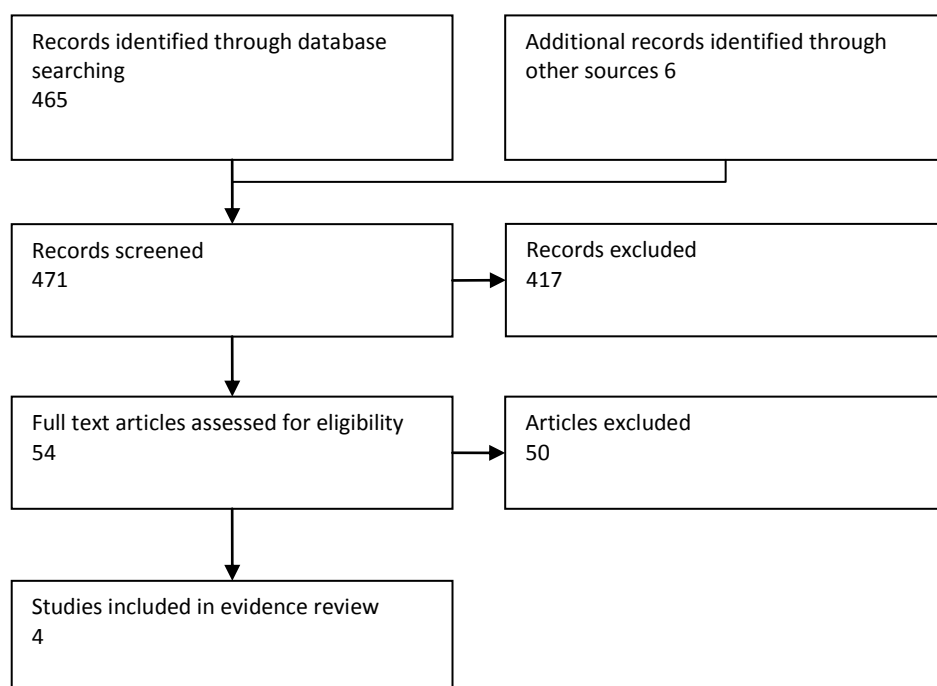 Records identified through database
searching
465
Additional records identified through
other sources 6
Records screened
471
Records excluded
417
Full text articles assessed for eligibility
54
Articles excluded
50
Studies included in evidence review
4